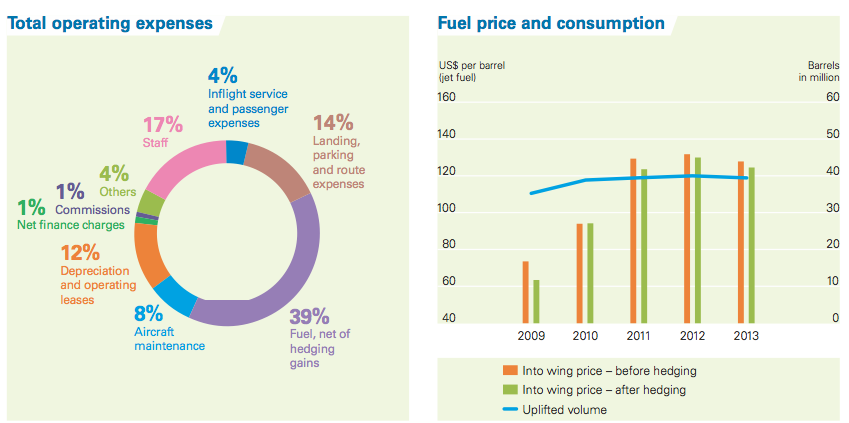 Total operating expenses
4%
Inflight service
and passenger
expenses
14%
Landing,
parking
and route
expenses
17%
Staff
4%
Others
1%
Commissions
1%
Net finance charges
12%
Depreciation
and operating
leases
8%
Aircraft
maintenance
39%
Fuel, net of
hedging
gains
Fuel price and consumption
US$ per barrel
(jet fuel)
Barrels
in million
160
140
120
100
80
60
40
60
50
40
30
20
10
0
2009 2010 2011 2012 2013
Into wing price – before hedging
Into wing price – after hedging
Uplifted volume